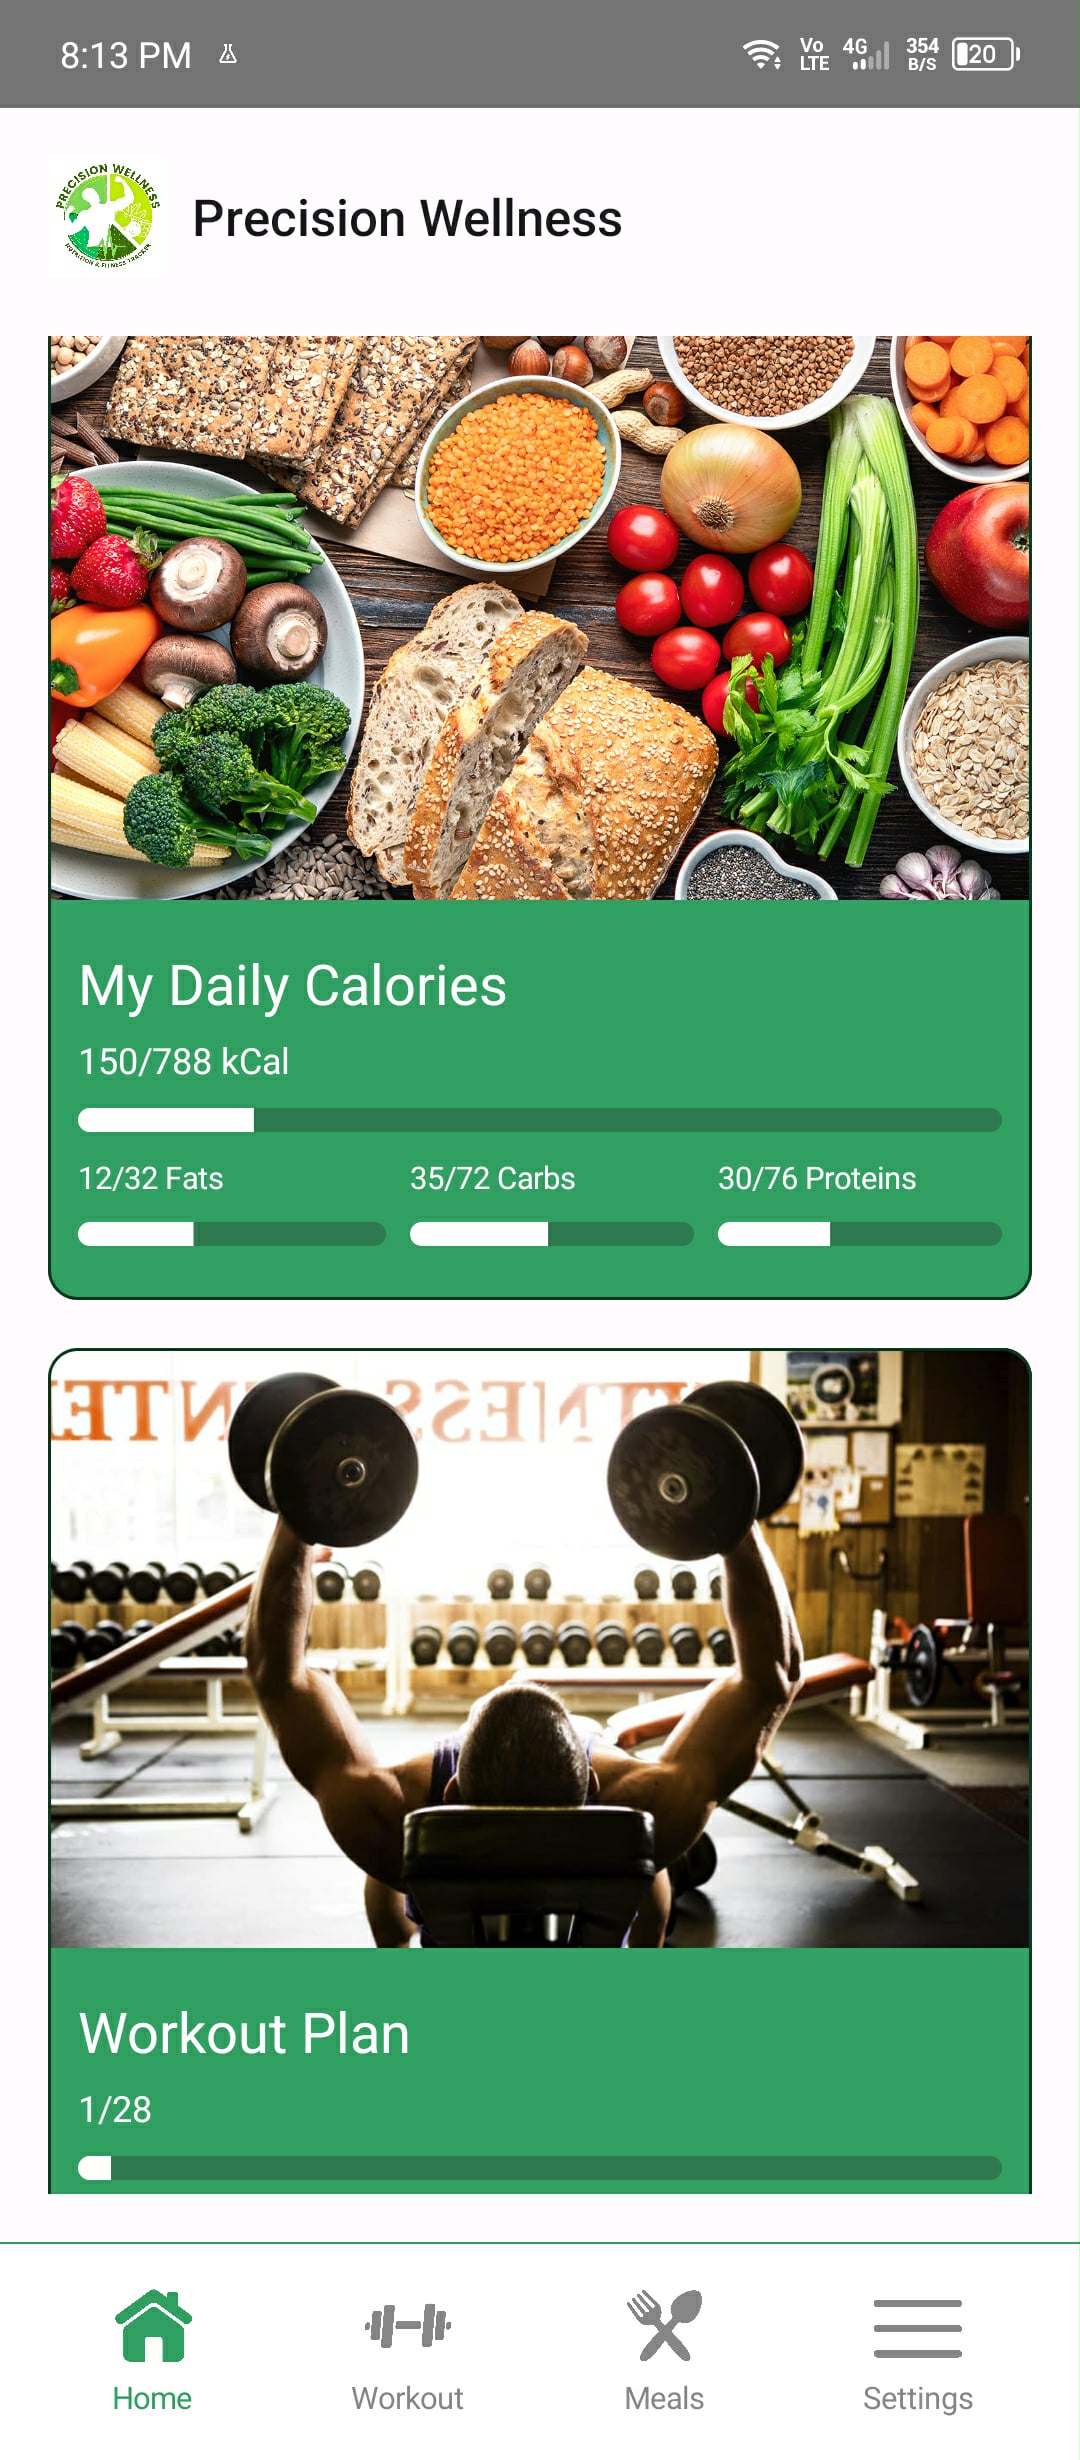 8:13 PM
Vo
LTE
4G
354
B/S
20
PRECISION WELLNESS
NUTRITION & FITNESS TRACKER
Precision Wellness
My Daily Calories
150/788 kCal
12/32 Fats
35/72 Carbs
30/76 Proteins
Workout Plan
1/28
Home
Workout
Meals
Settings